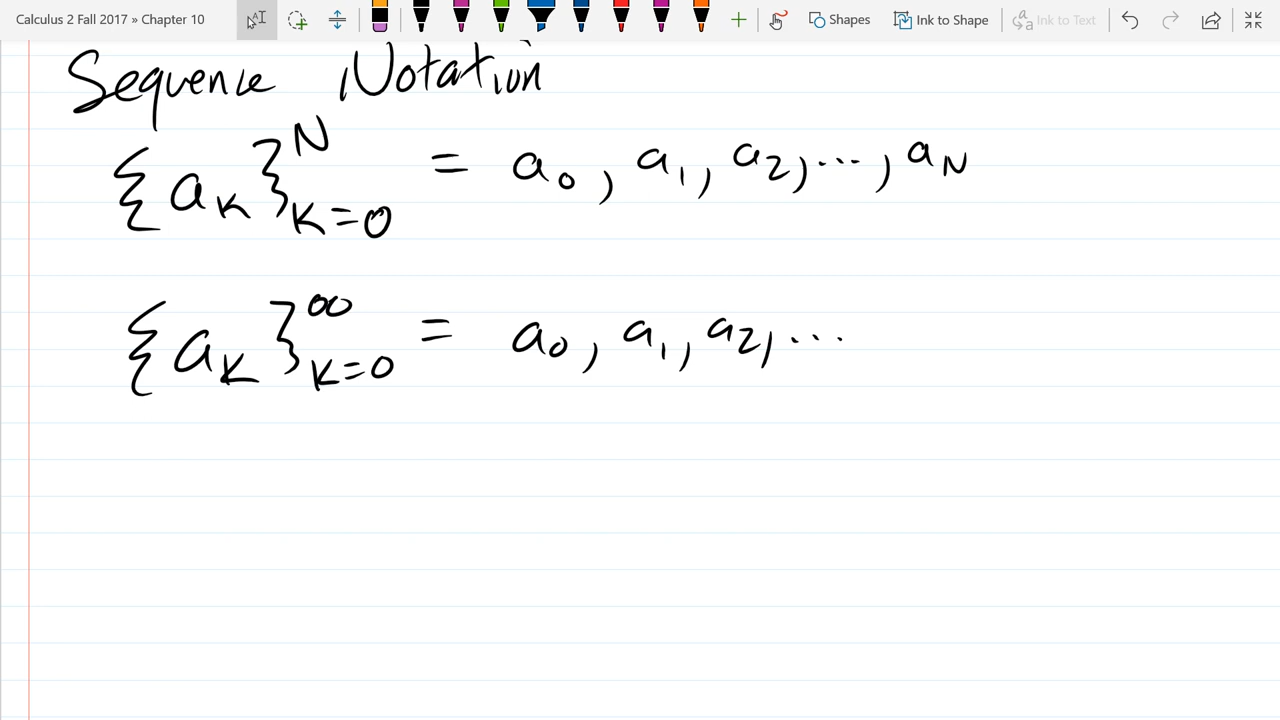 Calculus 2 Fall 2017 » Chapter 10 Shapes Ink to Shape Ink to Text
Sequence Notation
{a_K}_{K=0}^{N} = a_0, a_1, a_2, ..., a_N
{a_K}_{K=0}^{∞} = a_0, a_1, a_2, ...